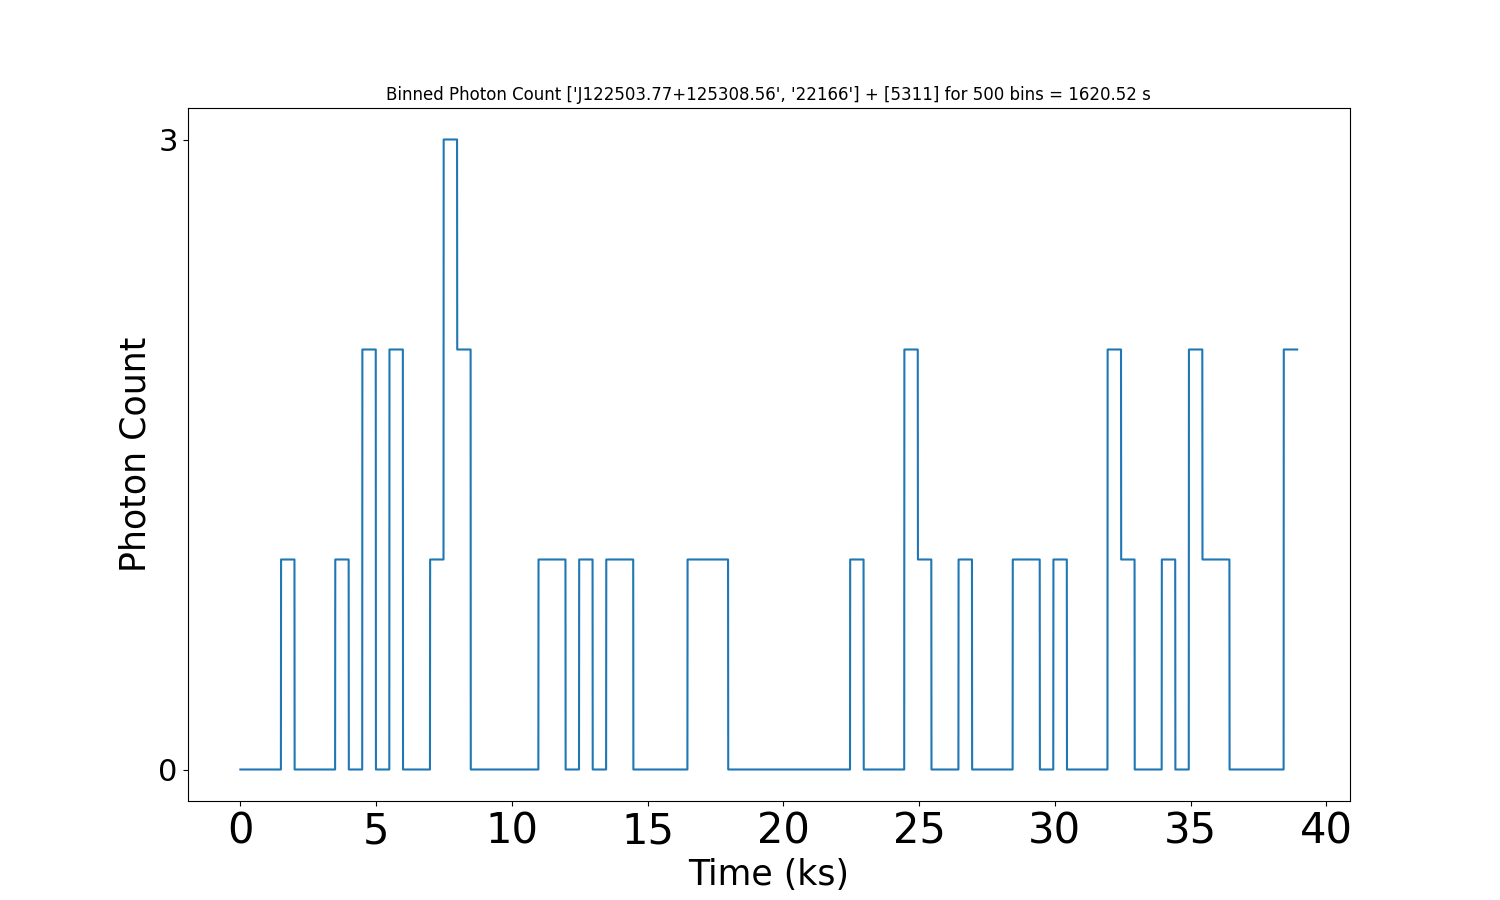 Binned Photon Count ['J122503.77+125308.56', '22166'] + [5311] for 500 bins = 1620.52 s
3
0
Photon Count
0 5 10 15 20 25 30 35 40
Time (ks)